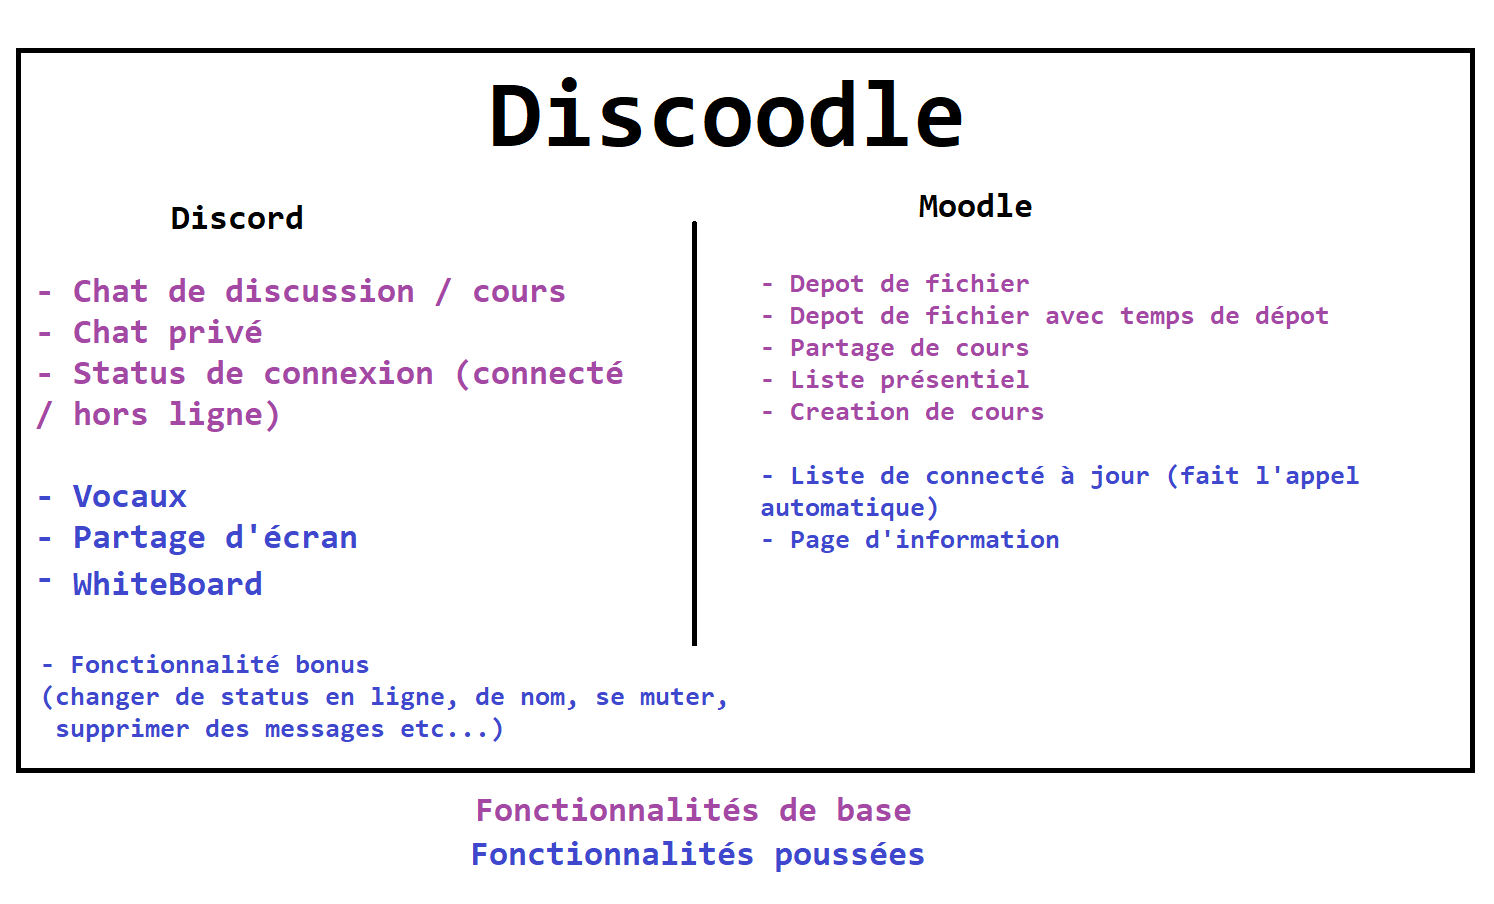 Discoodle
Discord
- Chat de discussion / cours
- Chat privé
- Status de connexion (connecté
/ hors ligne)
- Vocaux
- Partage d'écran
- WhiteBoard
- Fonctionnalité bonus
(changer de status en ligne, de nom, se muter,
supprimer des messages etc...)
Moodle
- Depot de fichier
- Depot de fichier avec temps de dépot
- Partage de cours
- Liste présentiel
- Creation de cours
- Liste de connecté à jour (fait l'appel
automatique)
- Page d'information
Fonctionnalités de base
Fonctionnalités poussées